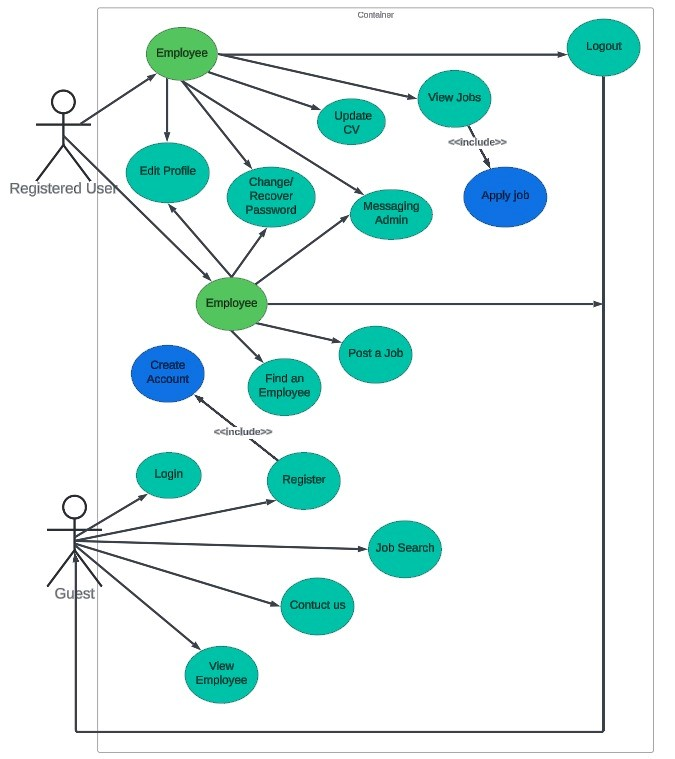 Container
Employee
Logout
View Jobs
Update
CV
<<include>>
Edit Profile
Change/
Recover
Password
Apply job
Registered User
Messaging
Admin
Employee
Post a Job
Create
Account
Find an
Employee
<<include>>
Login
Register
Job Search
Guest
Contuct us
View
Employee